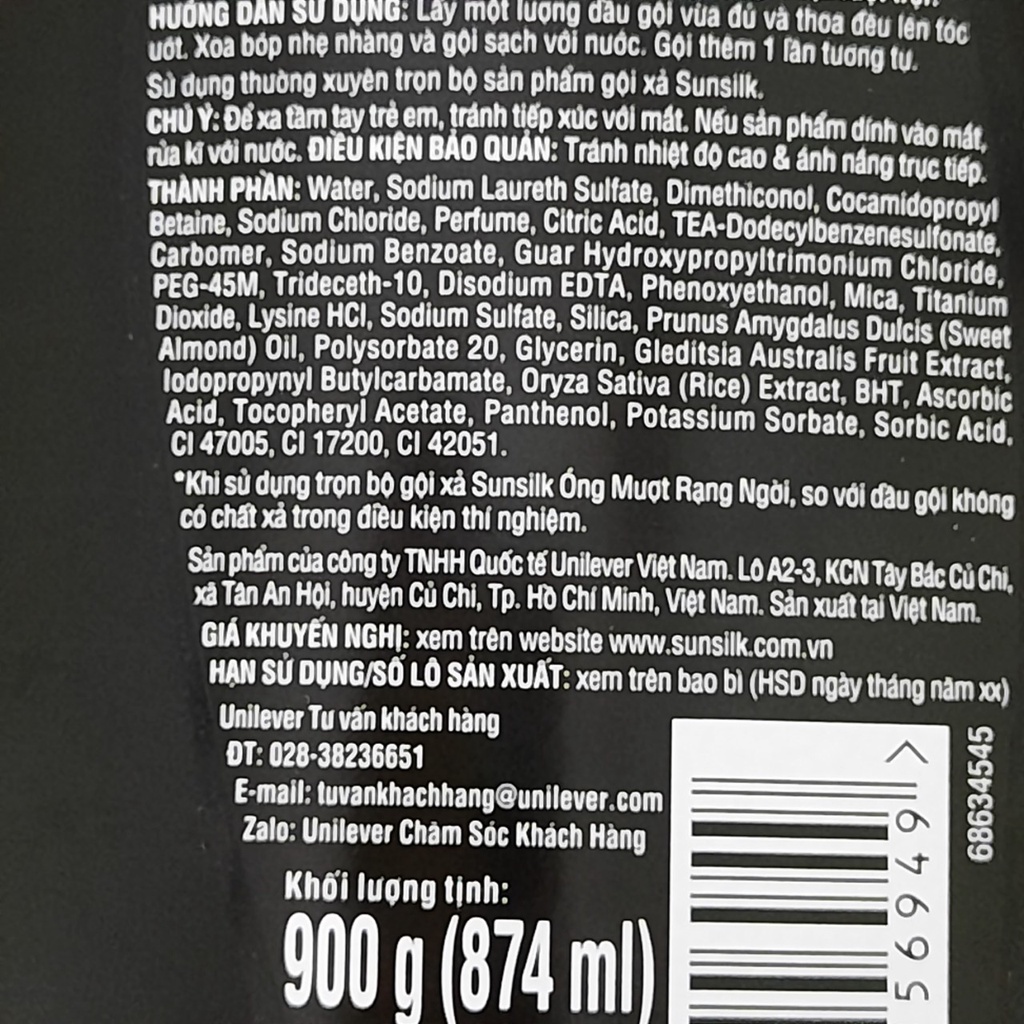 HƯỚNG DẪN SỬ DỤNG: Lấy một lượng dầu gội vừa đủ và thoa đều lên tóc
ướt. Xoa bóp nhẹ nhàng và gội sạch với nước. Gội thêm 1 lần tương tự.
Sử dụng thường xuyên trọn bộ sản phẩm gội xả Sunsilk.
CHÚ Ý: Để xa tầm tay trẻ em, tránh tiếp xúc với mắt. Nếu sản phẩm dính vào mắt,
rửa kĩ với nước. ĐIỀU KIỆN BẢO QUẢN: Tránh nhiệt độ cao & ánh nắng trực tiếp.
THÀNH PHẦN: Water, Sodium Laureth Sulfate, Dimethiconol, Cocamidopropyl
Betaine, Sodium Chloride, Perfume, Citric Acid, TEA-Dodecylbenzenesulfonate,
Carbomer, Sodium Benzoate, Guar Hydroxypropyltrimonium Chloride,
PEG-45M, Trideceth-10, Disodium EDTA, Phenoxyethanol, Mica, Titanium
Dioxide, Lysine HCl, Sodium Sulfate, Silica, Prunus Amygdalus Dulcis (Sweet
Almond) Oil, Polysorbate 20, Glycerin, Gleditsia Australis Fruit Extract,
Iodopropynyl Butylcarbamate, Oryza Sativa (Rice) Extract, BHT, Ascorbic
Acid, Tocopheryl Acetate, Panthenol, Potassium Sorbate, Sorbic Acid,
CI 47005, CI 17200, CI 42051.
*Khi sử dụng trọn bộ gội xả Sunsilk Óng Mượt Rạng Ngời, so với dầu gội không
có chất xả trong điều kiện thí nghiệm.
Sản phẩm của công ty TNHH Quốc tế Unilever Việt Nam. Lô A2-3, KCN Tây Bắc Củ Chi,
xã Tân An Hội, huyện Củ Chi, Tp. Hồ Chí Minh, Việt Nam. Sản xuất tại Việt Nam.
GIÁ KHUYẾN NGHỊ: xem trên website www.sunsilk.com.vn
HẠN SỬ DỤNG/SỐ LÔ SẢN XUẤT: xem trên bao bì (HSD ngày tháng năm xx)
Unilever Tư vấn khách hàng
ĐT: 028-38236651
E-mail: tuvankhachhang@unilever.com
Zalo: Unilever Chăm Sóc Khách Hàng
Khối lượng tịnh:
900 g (874 ml)
56949>
68634545